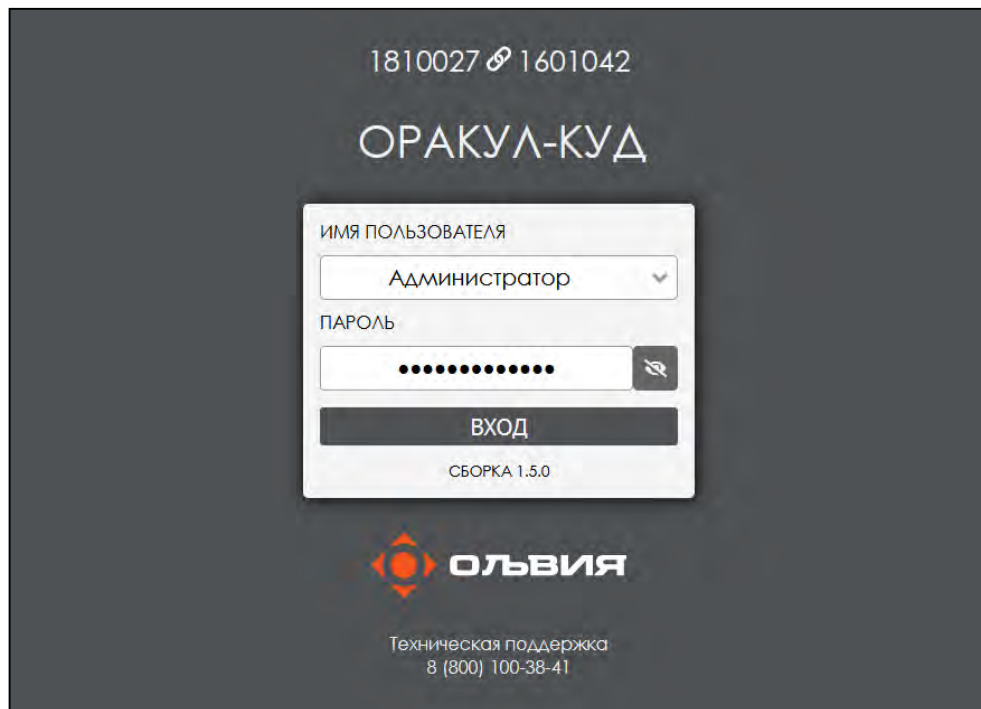 1810027 1601042
ОРАКУЛ-КУД
ИМЯ ПОЛЬЗОВАТЕЛЯ
Администратор
ПАРОЛЬ
•••••••••••••
ВХОД
СБОРКА 1.5.0
ОЛЬВИЯ
Техническая поддержка
8 (800) 100-38-41